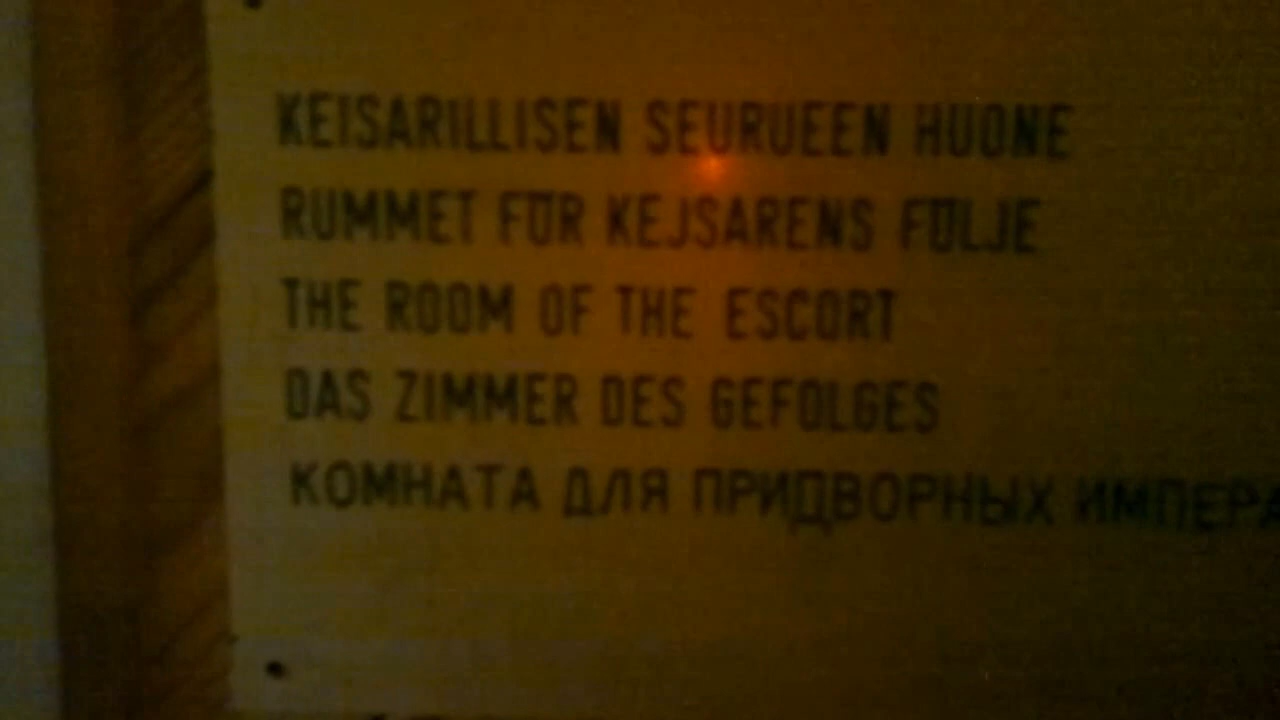 KEISARILLISEN SEURUEEN HUONE
RUMMET FÖR KEJSARENS FÖLJE
THE ROOM OF THE ESCORT
DAS ZIMMER DES GEFOLGES
КОМНАТА ДЛЯ ПРИДВОРНЫХ ИМПЕРА